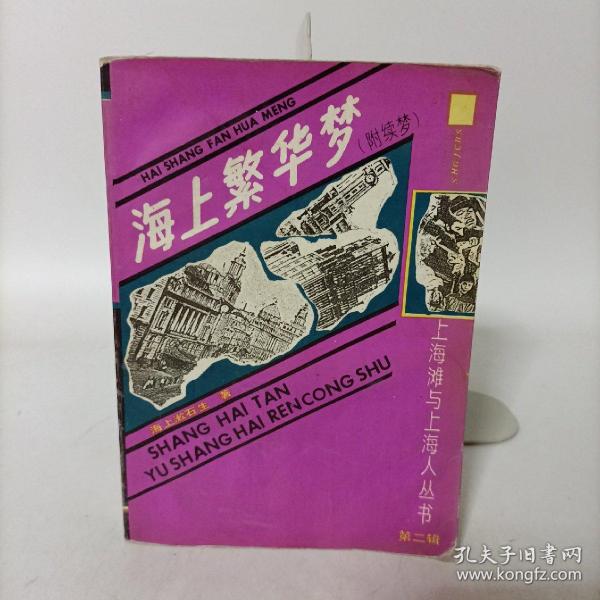 HAI SHANG FAN HUA MENG
海上繁华梦
(附续梦)
海上漱石生 著
SHANG HAI TAN
YU SHANG HAI REN CONG SHU
上海滩与上海人丛书
第二辑
孔夫子旧书网
www.kongfz.com